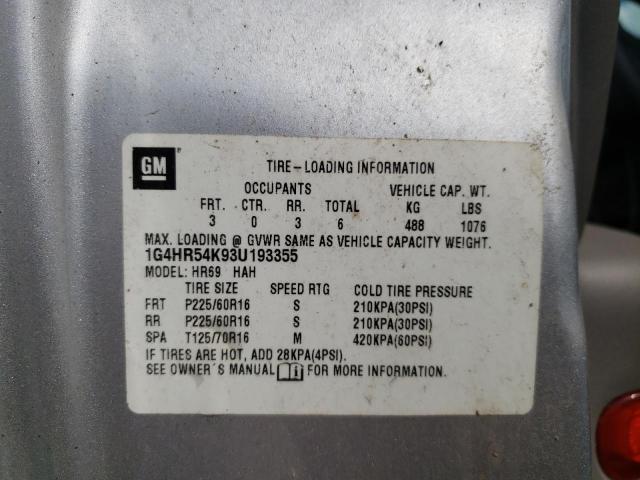 GM
TIRE-LOADING INFORMATION
OCCUPANTS VEHICLE CAP. WT.
FRT. CTR. RR. TOTAL KG LBS
3 0 3 6 488 1076
MAX. LOADING @ GVWR SAME AS VEHICLE CAPACITY WEIGHT.
1G4HR54K93U193355
MODEL: HR69 HAH
TIRE SIZE SPEED RTG COLD TIRE PRESSURE
FRT P225/60R16 S 210KPA(30PSI)
RR P225/60R16 S 210KPA(30PSI)
SPA T125/70R16 M 420KPA(60PSI)
IF TIRES ARE HOT, ADD 28KPA(4PSI).
SEE OWNER'S MANUAL FOR MORE INFORMATION.